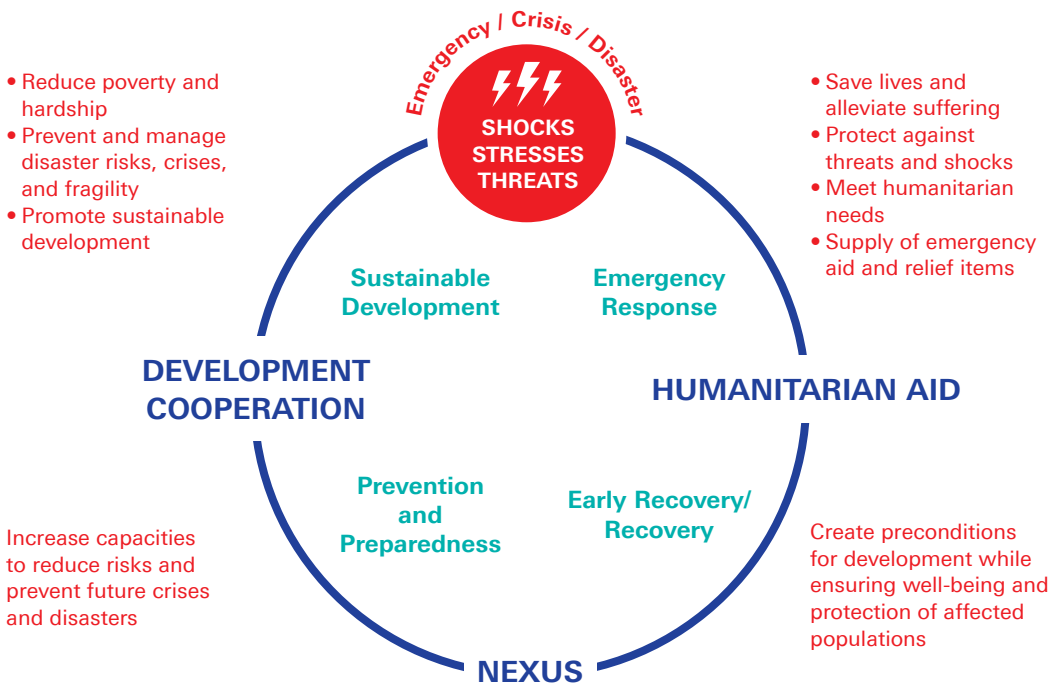 Emergency / Crisis / Disaster
SHOCKS
STRESSES
THREATS
• Reduce poverty and
hardship
• Prevent and manage
disaster risks, crises,
and fragility
• Promote sustainable
development
• Save lives and
alleviate suffering
• Protect against
threats and shocks
• Meet humanitarian
needs
• Supply of emergency
aid and relief items
Sustainable
Development
Emergency
Response
DEVELOPMENT
COOPERATION
HUMANITARIAN AID
Prevention
and
Preparedness
Early Recovery/
Recovery
Increase capacities
to reduce risks and
prevent future crises
and disasters
Create preconditions
for development while
ensuring well-being and
protection of affected
populations
NEXUS